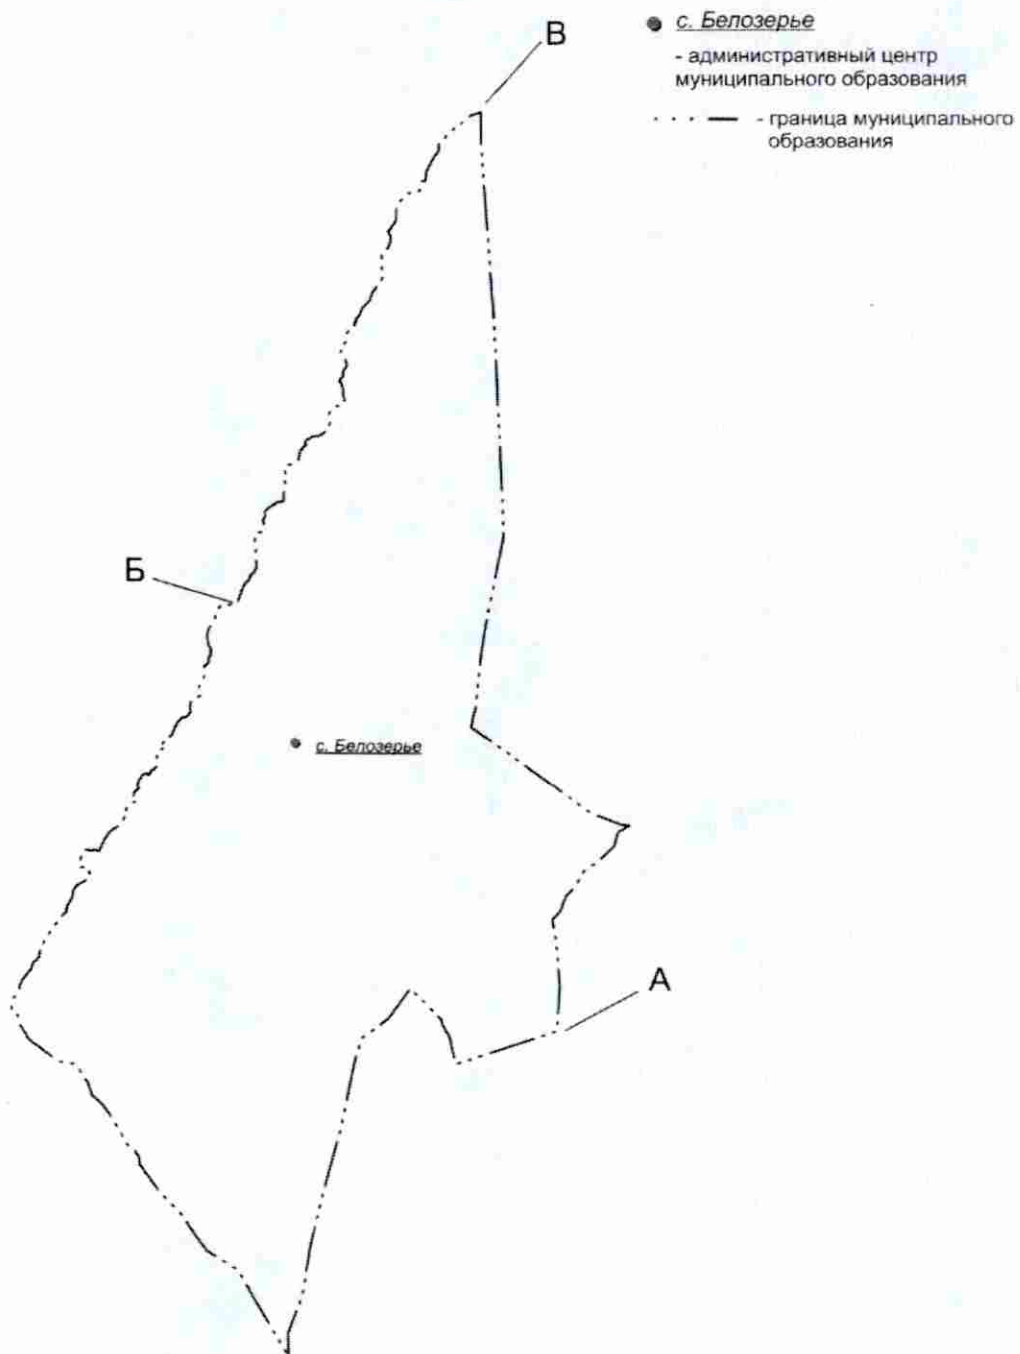 В
с. Белозерье
- административный центр
муниципального образования
- граница муниципального
образования
Б
с. Белозерье
А